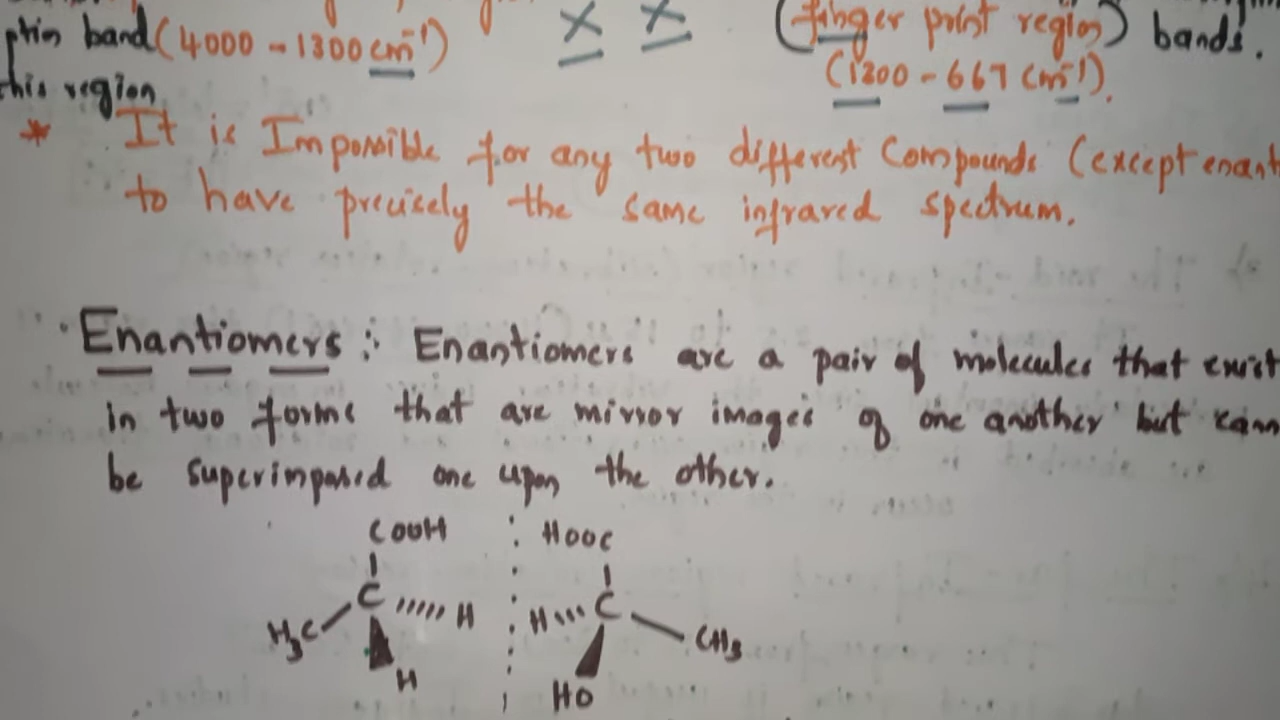 ption band (4000 - 1300 cm⁻¹) X X (finger print region) bands.
this region (1300 - 667 cm⁻¹).
* It is Impossible for any two different Compounds (except enant
to have precisely the same infrared spectrum.
Enantiomers : Enantiomers are a pair of molecules that exist
in two forms that are mirror images of one another but cann
be superimposed one upon the other.
COOH HOOC
C H H C
H₃C CH₃
H HO